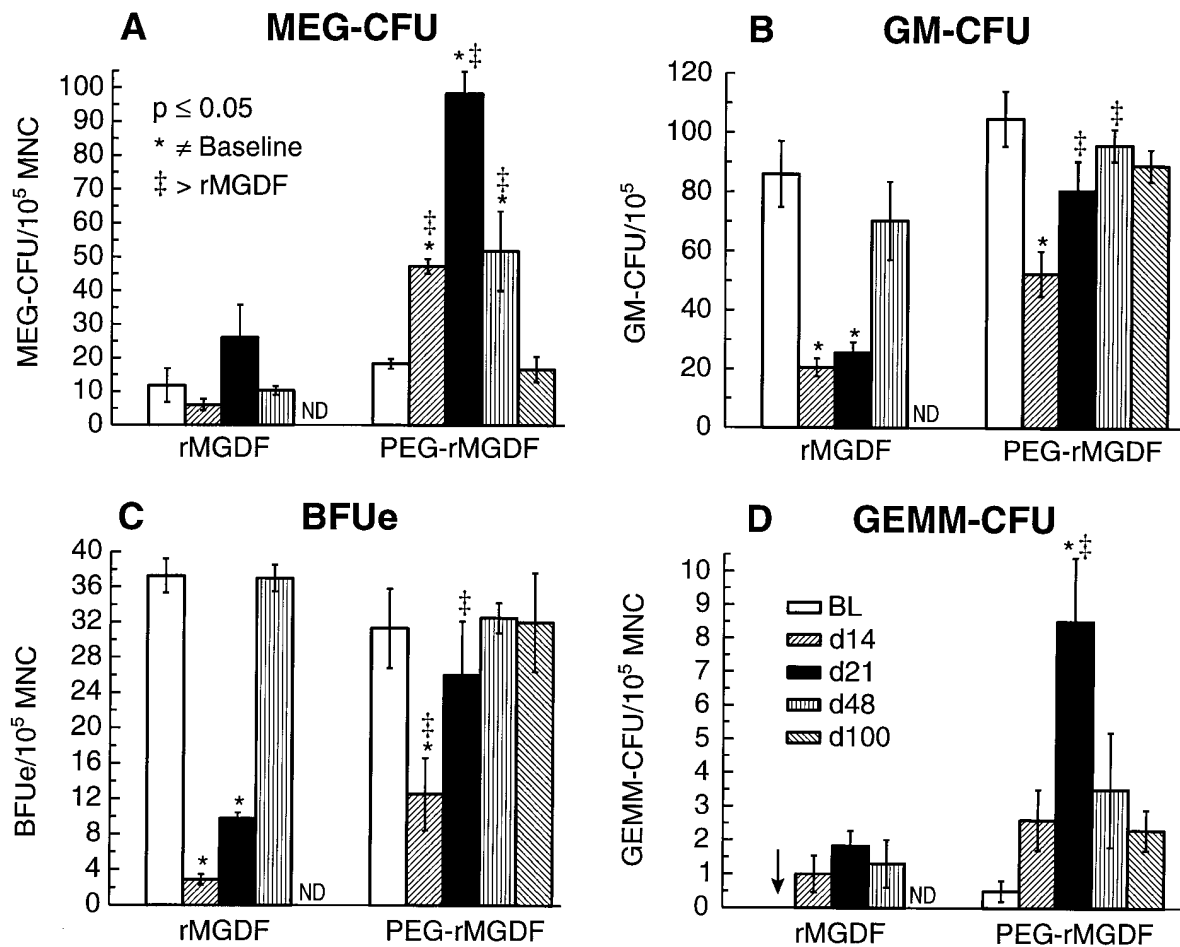 A MEG-CFU
MEG-CFU/10⁵ MNC
100
90
80
70
60
50
40
30
20
10
0
p ≤ 0.05
* ≠ Baseline
‡ > rMGDF
‡
*
* ‡
‡
*
ND
rMGDF
PEG-rMGDF
B GM-CFU
GM-CFU/10⁵
120
100
80
60
40
20
0
*
*
ND
*
‡
‡
rMGDF
PEG-rMGDF
C BFUe
BFUe/10⁵ MNC
40
36
32
28
24
20
16
12
8
4
0
*
*
ND
‡
*
‡
rMGDF
PEG-rMGDF
D GEMM-CFU
GEMM-CFU/10⁵ MNC
10
9
8
7
6
5
4
3
2
1
0
BL
d14
d21
d48
d100
* ‡
ND
rMGDF
PEG-rMGDF